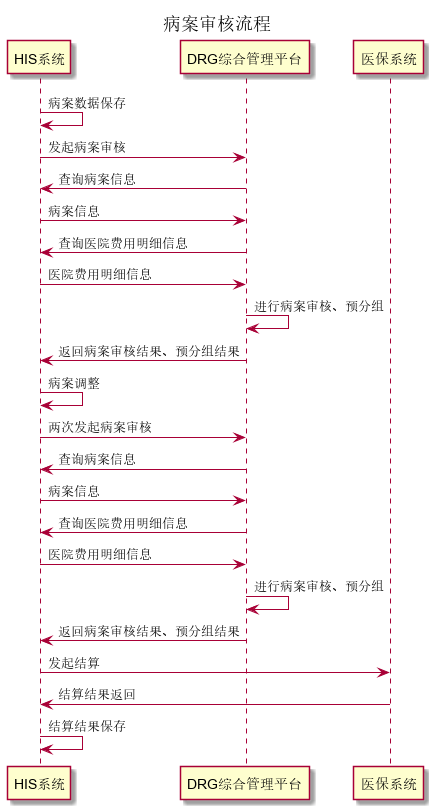 病案审核流程
HIS系统
DRG综合管理平台
医保系统
病案数据保存
发起病案审核
查询病案信息
病案信息
查询医院费用明细信息
医院费用明细信息
进行病案审核、预分组
返回病案审核结果、预分组结果
病案调整
两次发起病案审核
查询病案信息
病案信息
查询医院费用明细信息
医院费用明细信息
进行病案审核、预分组
返回病案审核结果、预分组结果
发起结算
结算结果返回
结算结果保存
HIS系统
DRG综合管理平台
医保系统